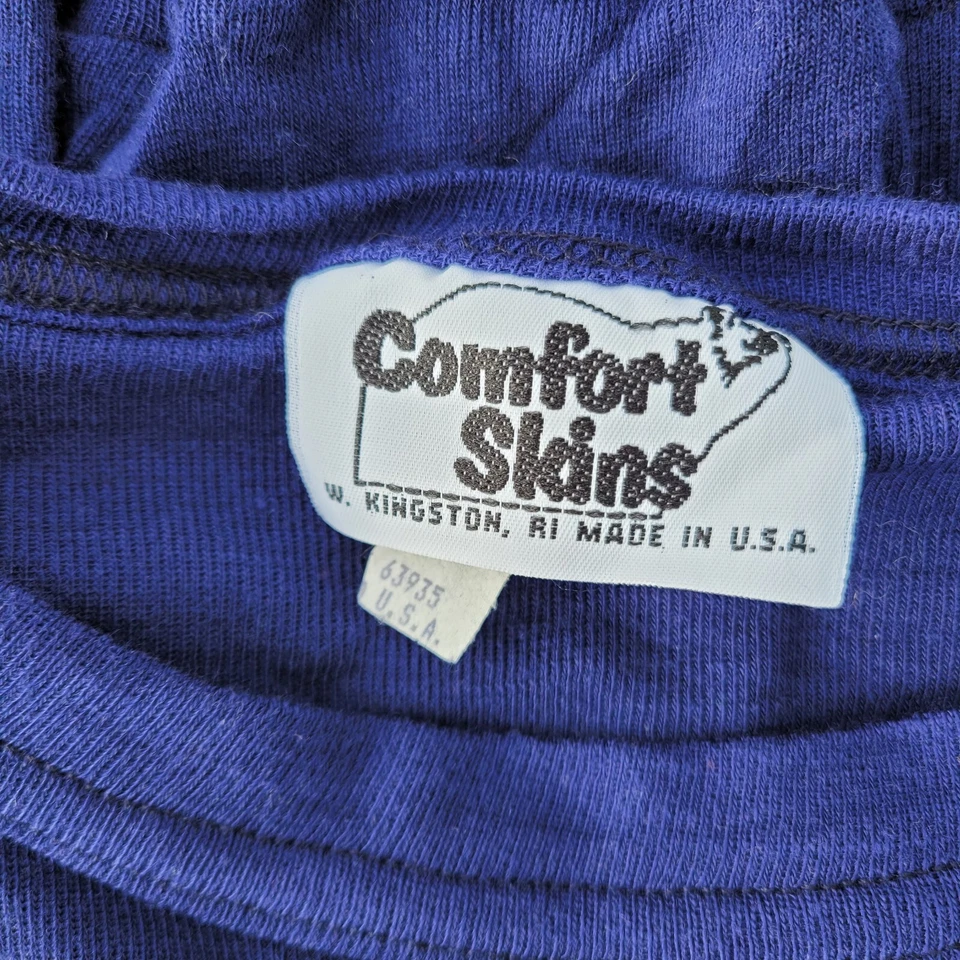 Comfort
Skins
W. KINGSTON, RI MADE IN U.S.A.
63935
U.S.A.